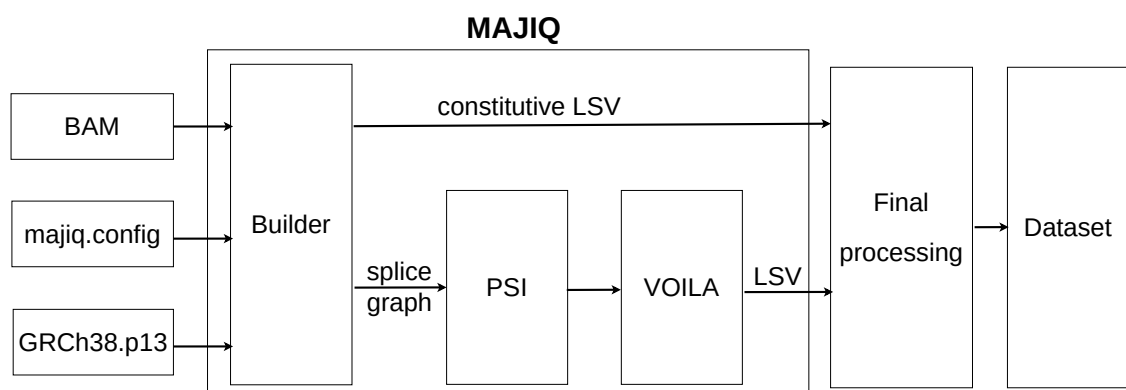 MAJIQ
BAM
majiq.config
GRCh38.p13
Builder
constitutive LSV
splice
graph
PSI
VOILA
LSV
Final
processing
Dataset